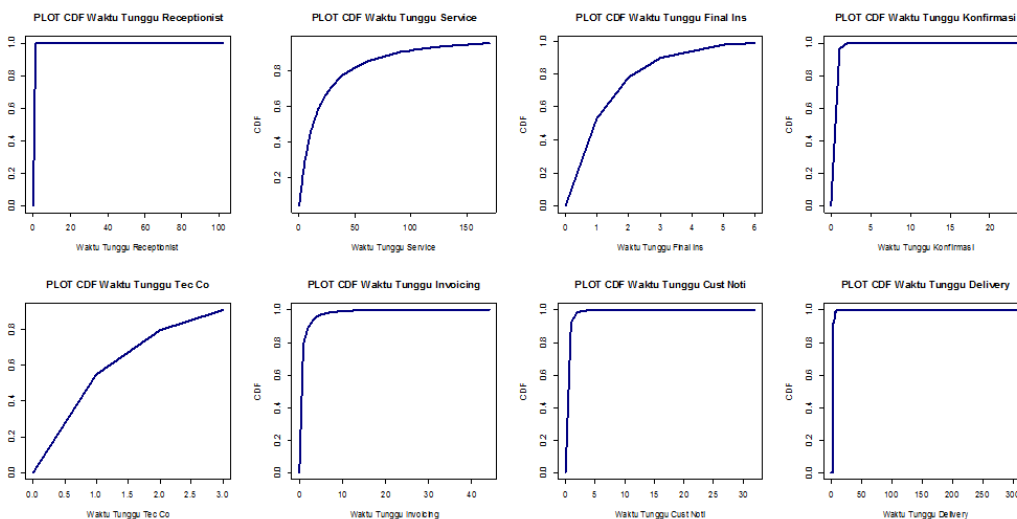 PLOT CDF Waktu Tunggu Receptionist
0.0 0.2 0.4 0.6 0.8 1.0
0 20 40 60 80 100
Waktu Tunggu Receptionist
PLOT CDF Waktu Tunggu Service
CDF
0.2 0.4 0.6 0.8
0 50 100 150
Waktu Tunggu Service
PLOT CDF Waktu Tunggu Final Ins
CDF
0.0 0.2 0.4 0.6 0.8 1.0
0 1 2 3 4 5 6
Waktu Tunggu Final Ins
PLOT CDF Waktu Tunggu Konfirmasi
CDF
0.0 0.2 0.4 0.6 0.8 1.0
0 5 10 15 20
Waktu Tunggu Konfirmasi
PLOT CDF Waktu Tunggu Tec Co
0.0 0.2 0.4 0.6 0.8
0.0 0.5 1.0 1.5 2.0 2.5 3.0
Waktu Tunggu Tec Co
PLOT CDF Waktu Tunggu Invoicing
CDF
0.0 0.2 0.4 0.6 0.8 1.0
0 10 20 30 40
Waktu Tunggu Invoicing
PLOT CDF Waktu Tunggu Cust Noti
CDF
0.0 0.2 0.4 0.6 0.8 1.0
0 5 10 15 20 25 30
Waktu Tunggu Cust Noti
PLOT CDF Waktu Tunggu Delivery
CDF
0.0 0.2 0.4 0.6 0.8 1.0
0 50 100 150 200 250 300
Waktu Tunggu Delivery